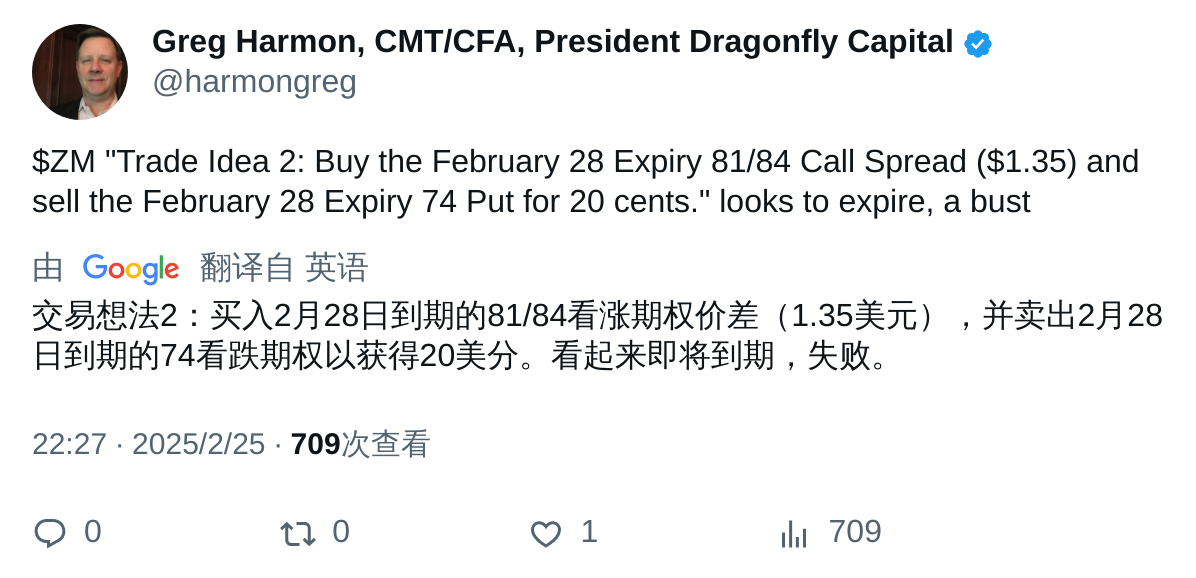 Greg Harmon, CMT/CFA, President Dragonfly Capital
@harmongreg
$ZM "Trade Idea 2: Buy the February 28 Expiry 81/84 Call Spread ($1.35) and
sell the February 28 Expiry 74 Put for 20 cents." looks to expire, a bust
由 Google 翻译自 英语
交易想法2：买入2月28日到期的81/84看涨期权价差（1.35美元），并卖出2月28
日到期的74看跌期权以获得20美分。看起来即将到期，失败。
22:27 · 2025/2/25 · 709次查看
0 0 1 709